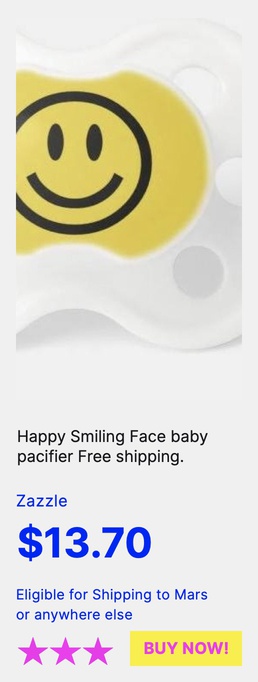 Happy Smiling Face baby
pacifier Free shipping.
Zazzle
$13.70
Eligible for Shipping to Mars
or anywhere else
BUY NOW!